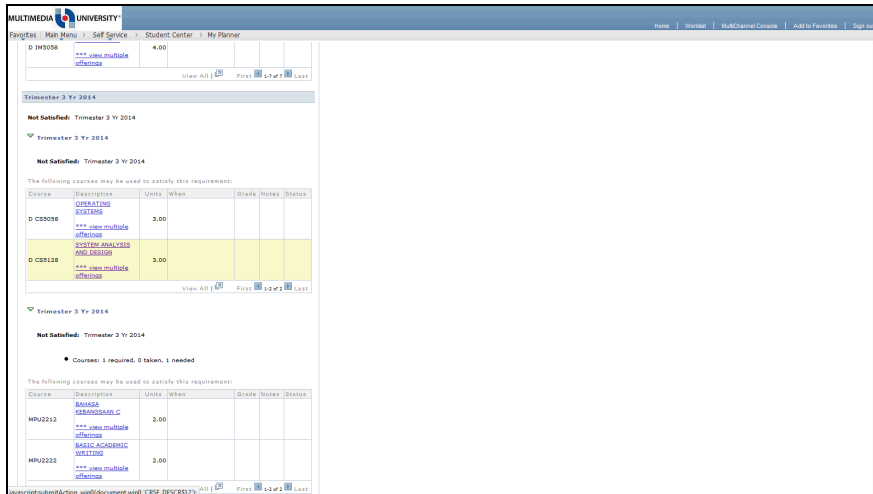 MULTIMEDIA UNIVERSITY
Home | Worklist | MultiChannel Console | Add to Favorites | Sign out
Favorites | Main Menu > Self Service > Student Center > My Planner
D IM5058 4.00
*** view multiple offerings
View All | First 1-7 of 7 Last
Trimester 3 Yr 2014
Not Satisfied: Trimester 3 Yr 2014
Trimester 3 Yr 2014
Not Satisfied: Trimester 3 Yr 2014
The following courses may be used to satisfy this requirement:
Course Description Units When Grade Notes Status
D CS5058 OPERATING SYSTEMS 3.00
*** view multiple offerings
D CS5128 SYSTEM ANALYSIS AND DESIGN 3.00
*** view multiple offerings
View All | First 1-2 of 2 Last
Trimester 3 Yr 2014
Not Satisfied: Trimester 3 Yr 2014
• Courses: 1 required, 0 taken, 1 needed
The following courses may be used to satisfy this requirement:
Course Description Units When Grade Notes Status
MPU2212 BAHASA KEBANGSAAN C 2.00
*** view multiple offerings
MPU2222 BASIC ACADEMIC WRITING 2.00
*** view multiple offerings
All | First 1-2 of 2 Last
javascript:submitAction_win0(document.win0,'CRSE_DESCR$12');